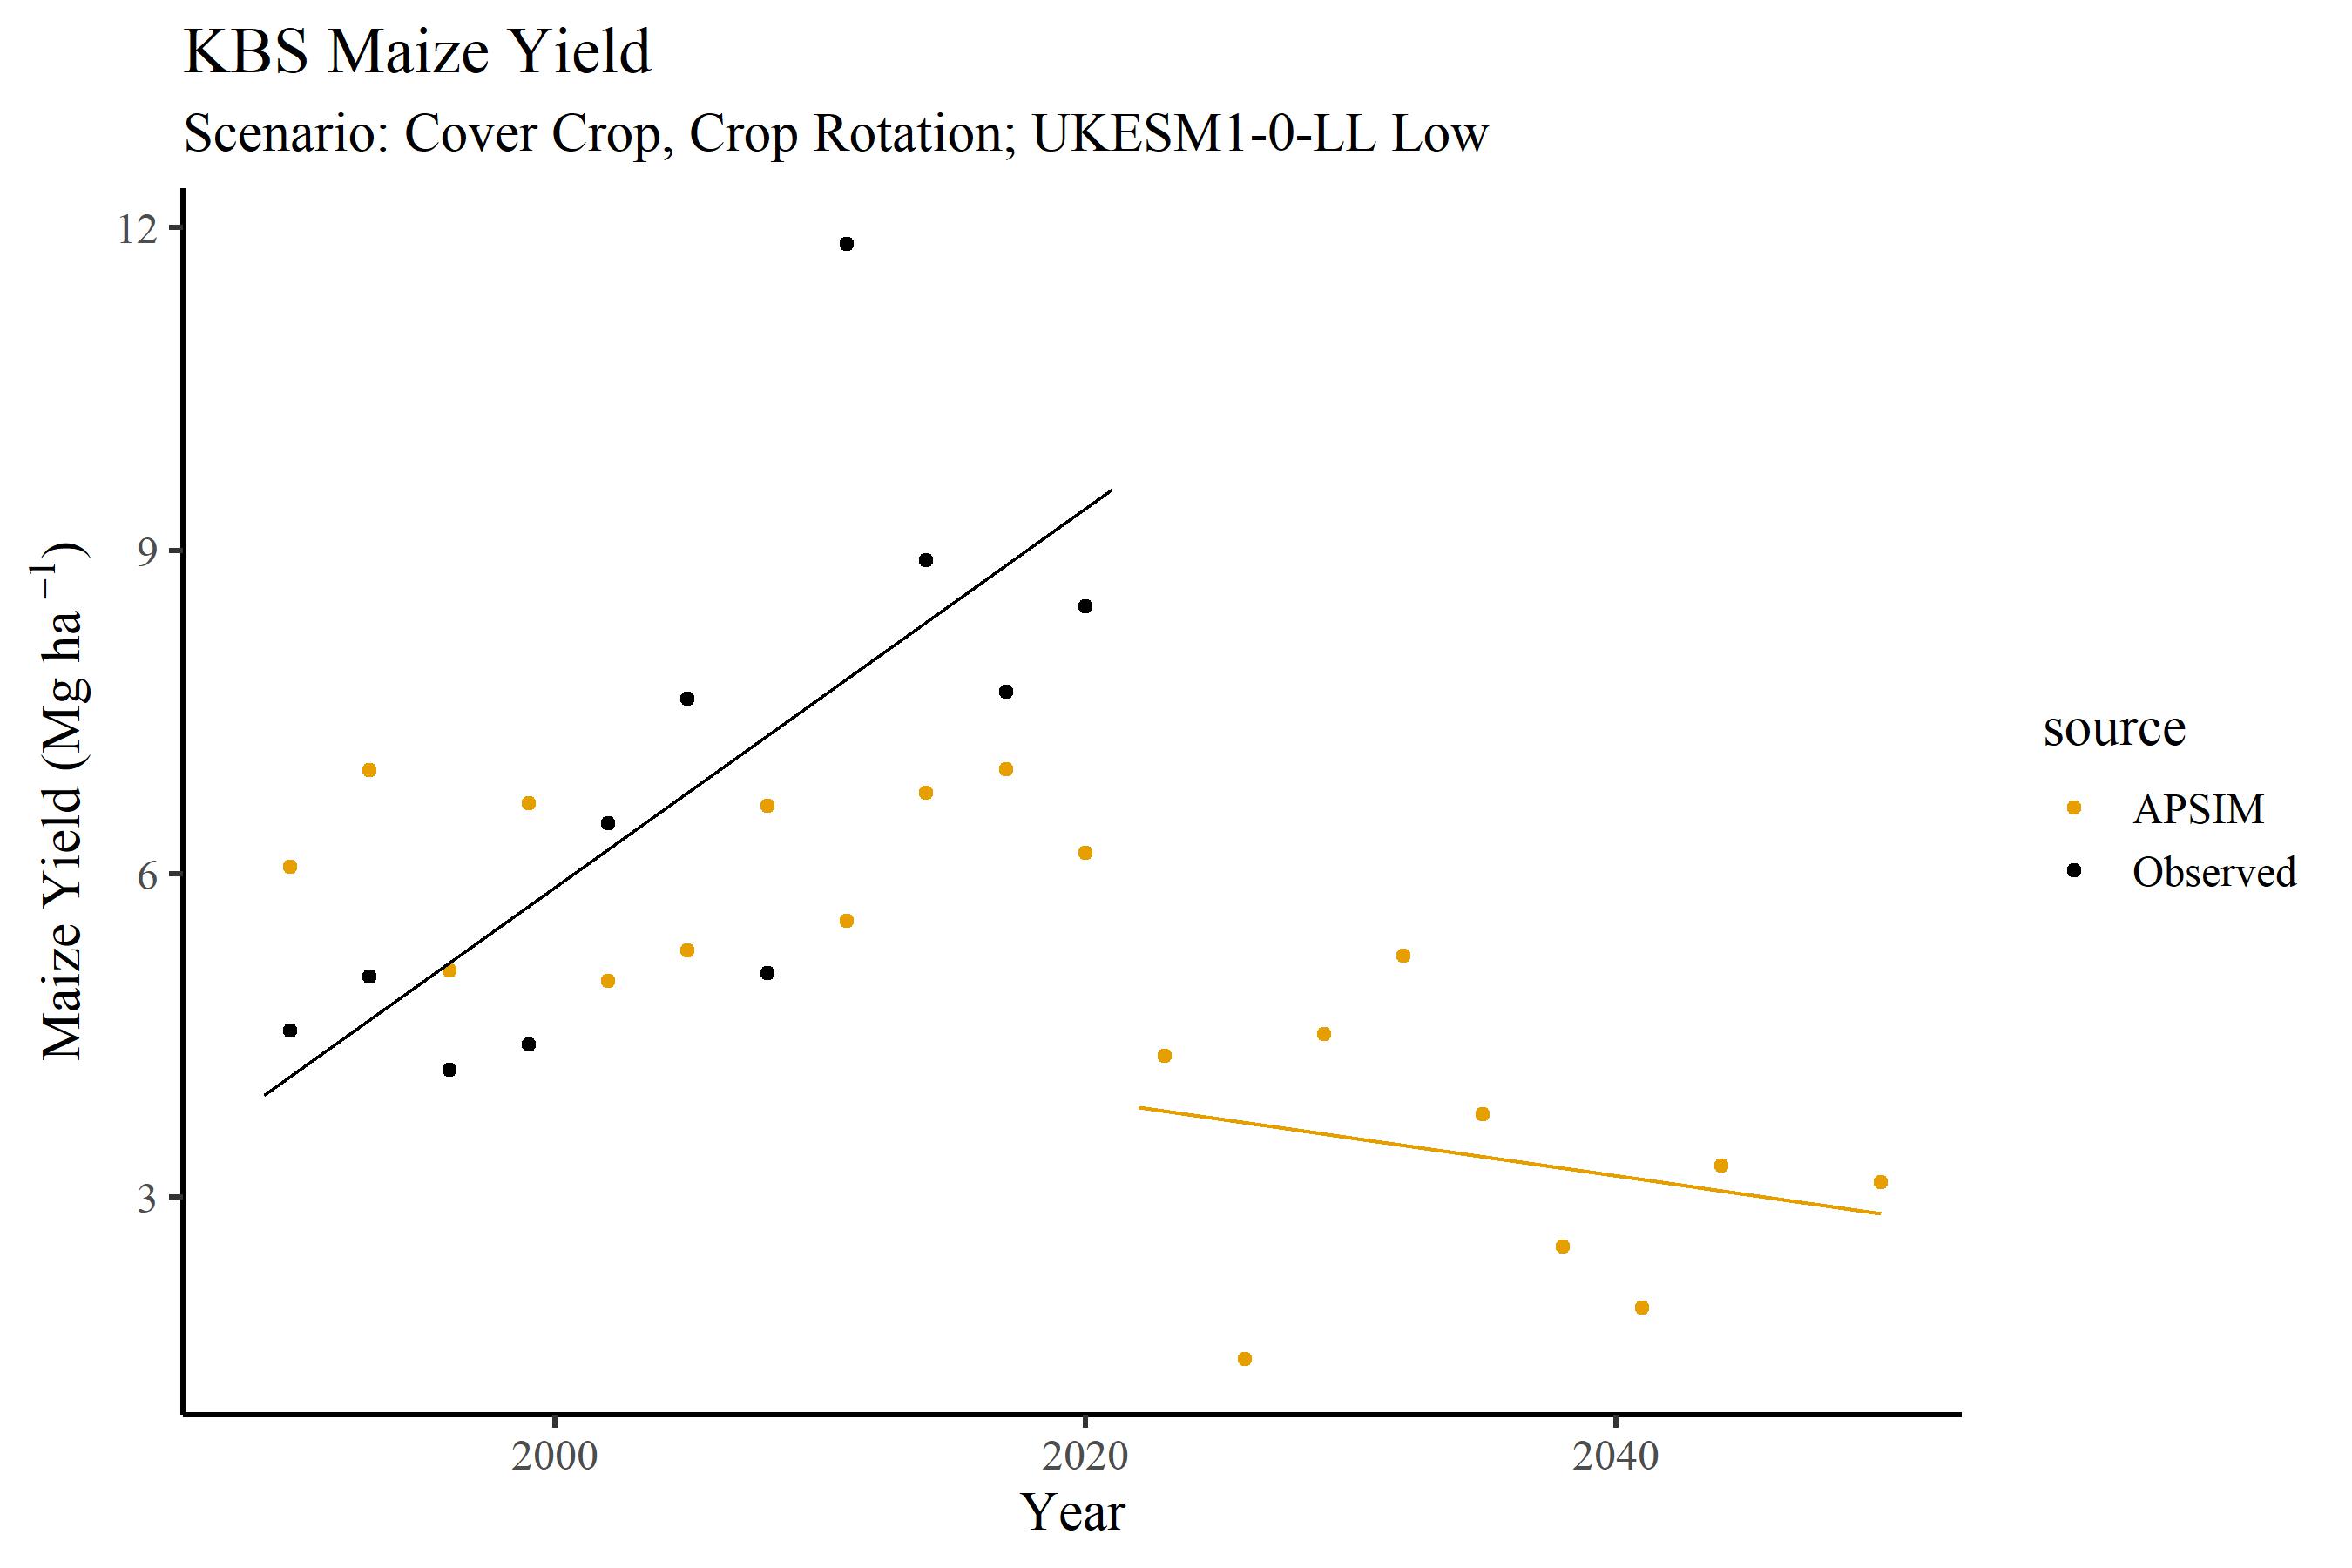 KBS Maize Yield
Scenario: Cover Crop, Crop Rotation; UKESM1-0-LL Low
Maize Yield (Mg ha⁻¹)
12
9
6
3
2000 2020 2040
Year
source
APSIM
Observed